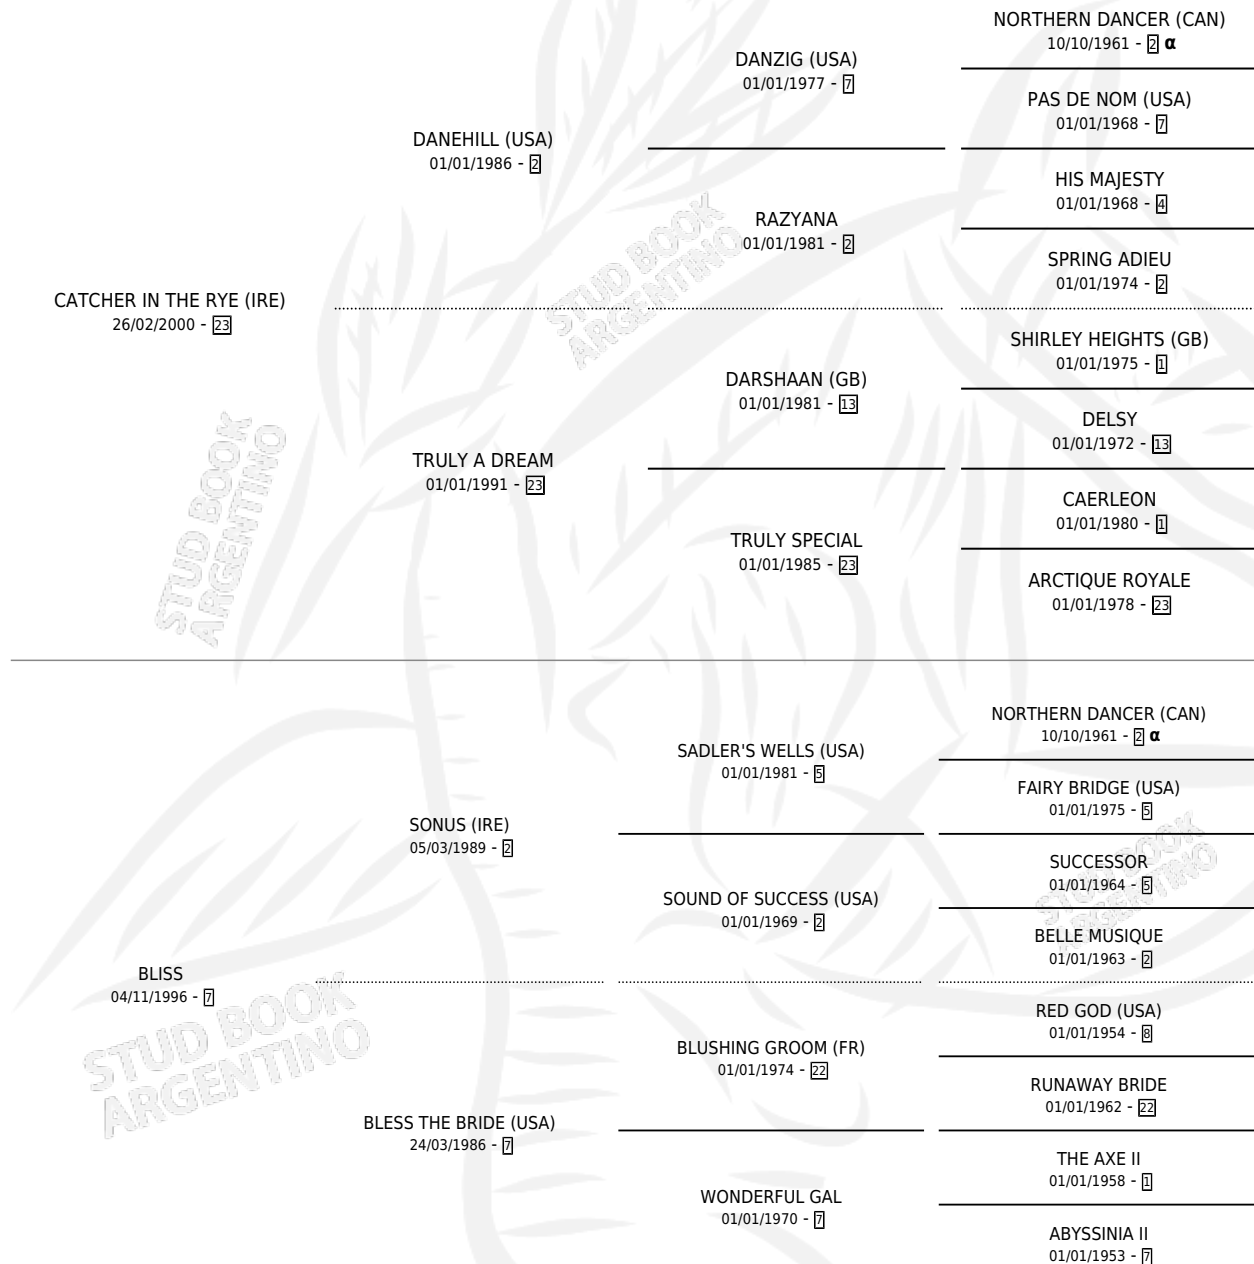 NORTHERN DANCER (CAN)
10/10/1961 - 2 α
DANZIG (USA)
01/01/1977 - 7
PAS DE NOM (USA)
01/01/1968 - 7
DANEHILL (USA)
01/01/1986 - 2
HIS MAJESTY
01/01/1968 - 4
RAZYANA
01/01/1981 - 2
SPRING ADIEU
01/01/1974 - 2
STUD BOOK
ARGENTINO
CATCHER IN THE RYE (IRE)
26/02/2000 - 23
SHIRLEY HEIGHTS (GB)
01/01/1975 - 1
DARSHAAN (GB)
01/01/1981 - 13
DELSY
01/01/1972 - 13
TRULY A DREAM
01/01/1991 - 23
CAERLEON
01/01/1980 - 1
TRULY SPECIAL
01/01/1985 - 23
ARCTIQUE ROYALE
01/01/1978 - 23
STUD BOOK
ARGENTINO
NORTHERN DANCER (CAN)
10/10/1961 - 2 α
SADLER'S WELLS (USA)
01/01/1981 - 5
FAIRY BRIDGE (USA)
01/01/1975 - 5
SONUS (IRE)
05/03/1989 - 2
SUCCESSOR
01/01/1964 - 5
SOUND OF SUCCESS (USA)
01/01/1969 - 2
BELLE MUSIQUE
01/01/1963 - 2
STUD BOOK
ARGENTINO
BLISS
04/11/1996 - 7
RED GOD (USA)
01/01/1954 - 8
BLUSHING GROOM (FR)
01/01/1974 - 22
RUNAWAY BRIDE
01/01/1962 - 22
BLESS THE BRIDE (USA)
24/03/1986 - 7
THE AXE II
01/01/1958 - 1
WONDERFUL GAL
01/01/1970 - 7
ABYSSINIA II
01/01/1953 - 7
STUD BOOK
ARGENTINO